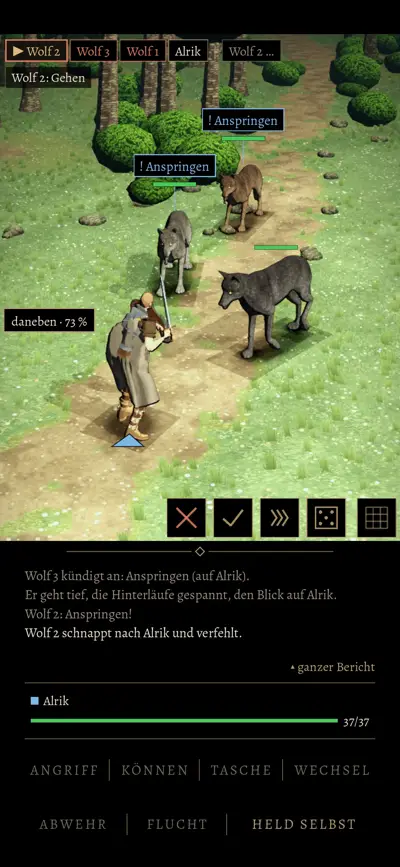 ▶ Wolf 2 Wolf 3 Wolf 1 Alrik Wolf 2 ...
Wolf 2: Gehen
! Anspringen
! Anspringen
daneben · 73 %
Wolf 3 kündigt an: Anspringen (auf Alrik).
Er geht tief, die Hinterläufe gespannt, den Blick auf Alrik.
Wolf 2: Anspringen!
Wolf 2 schnappt nach Alrik und verfehlt.
▴ ganzer Bericht
Alrik
37/37
ANGRIFF KÖNNEN TASCHE WECHSEL
ABWEHR FLUCHT HELD SELBST